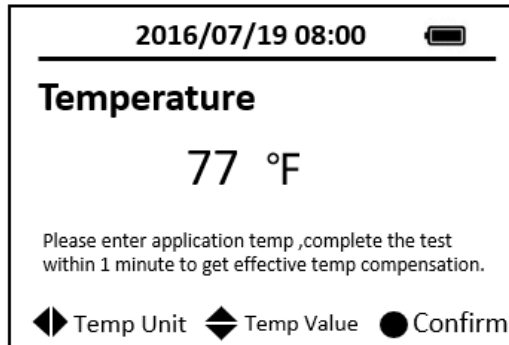 2016/07/19 08:00
Temperature
77 °F
Please enter application temp ,complete the test
within 1 minute to get effective temp compensation.
Temp Unit Temp Value Confirm